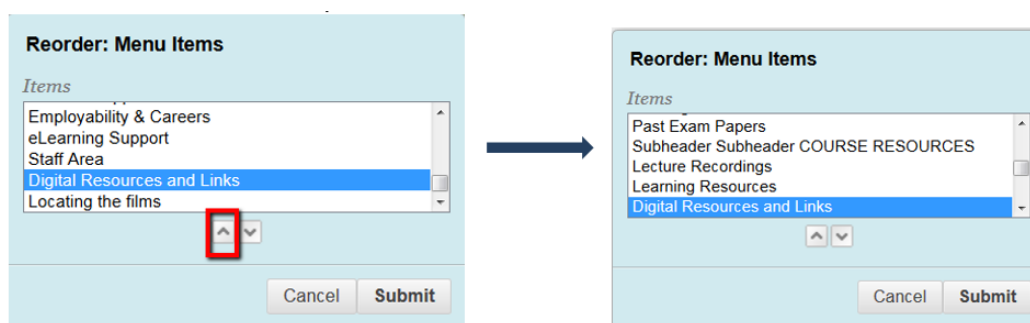 Reorder: Menu Items
Items
Employability & Careers
eLearning Support
Staff Area
Digital Resources and Links
Locating the films
Cancel
Submit
Reorder: Menu Items
Items
Past Exam Papers
Subheader Subheader COURSE RESOURCES
Lecture Recordings
Learning Resources
Digital Resources and Links
Cancel
Submit